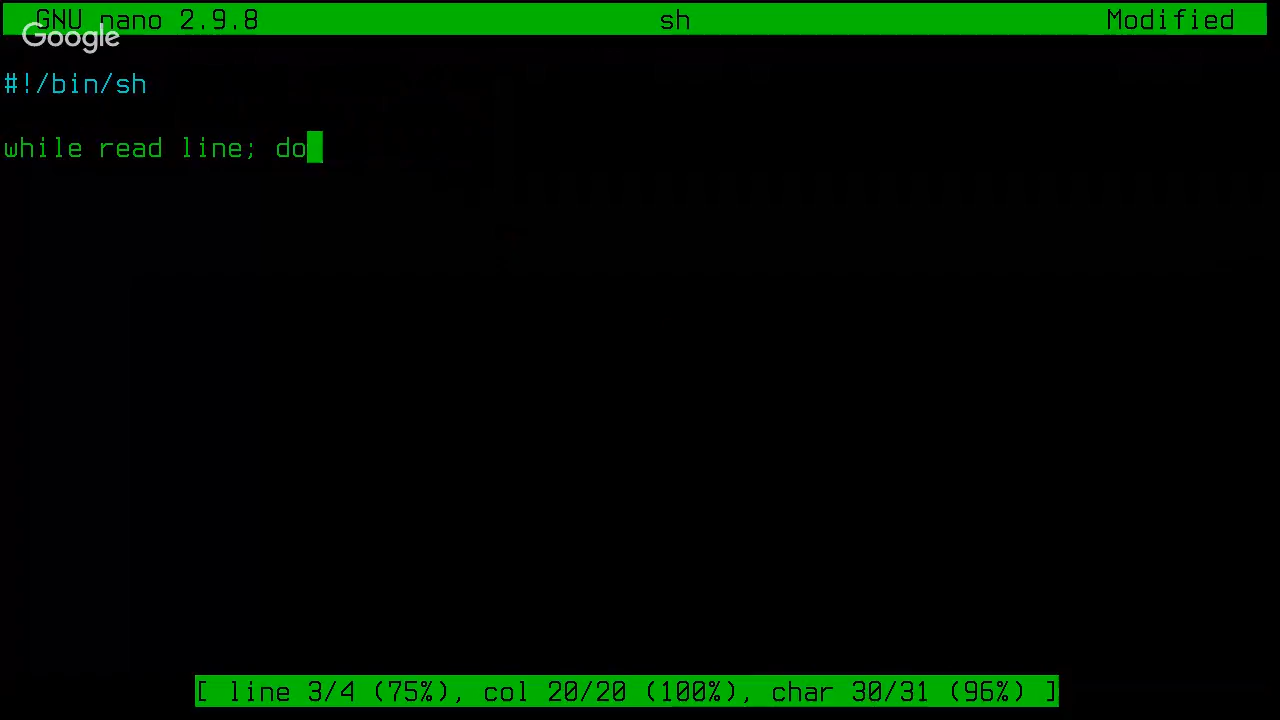 GNU nano 2.9.8 sh Modified
Google
#!/bin/sh
while read line; do
[ line 3/4 (75%), col 20/20 (100%), char 30/31 (96%) ]